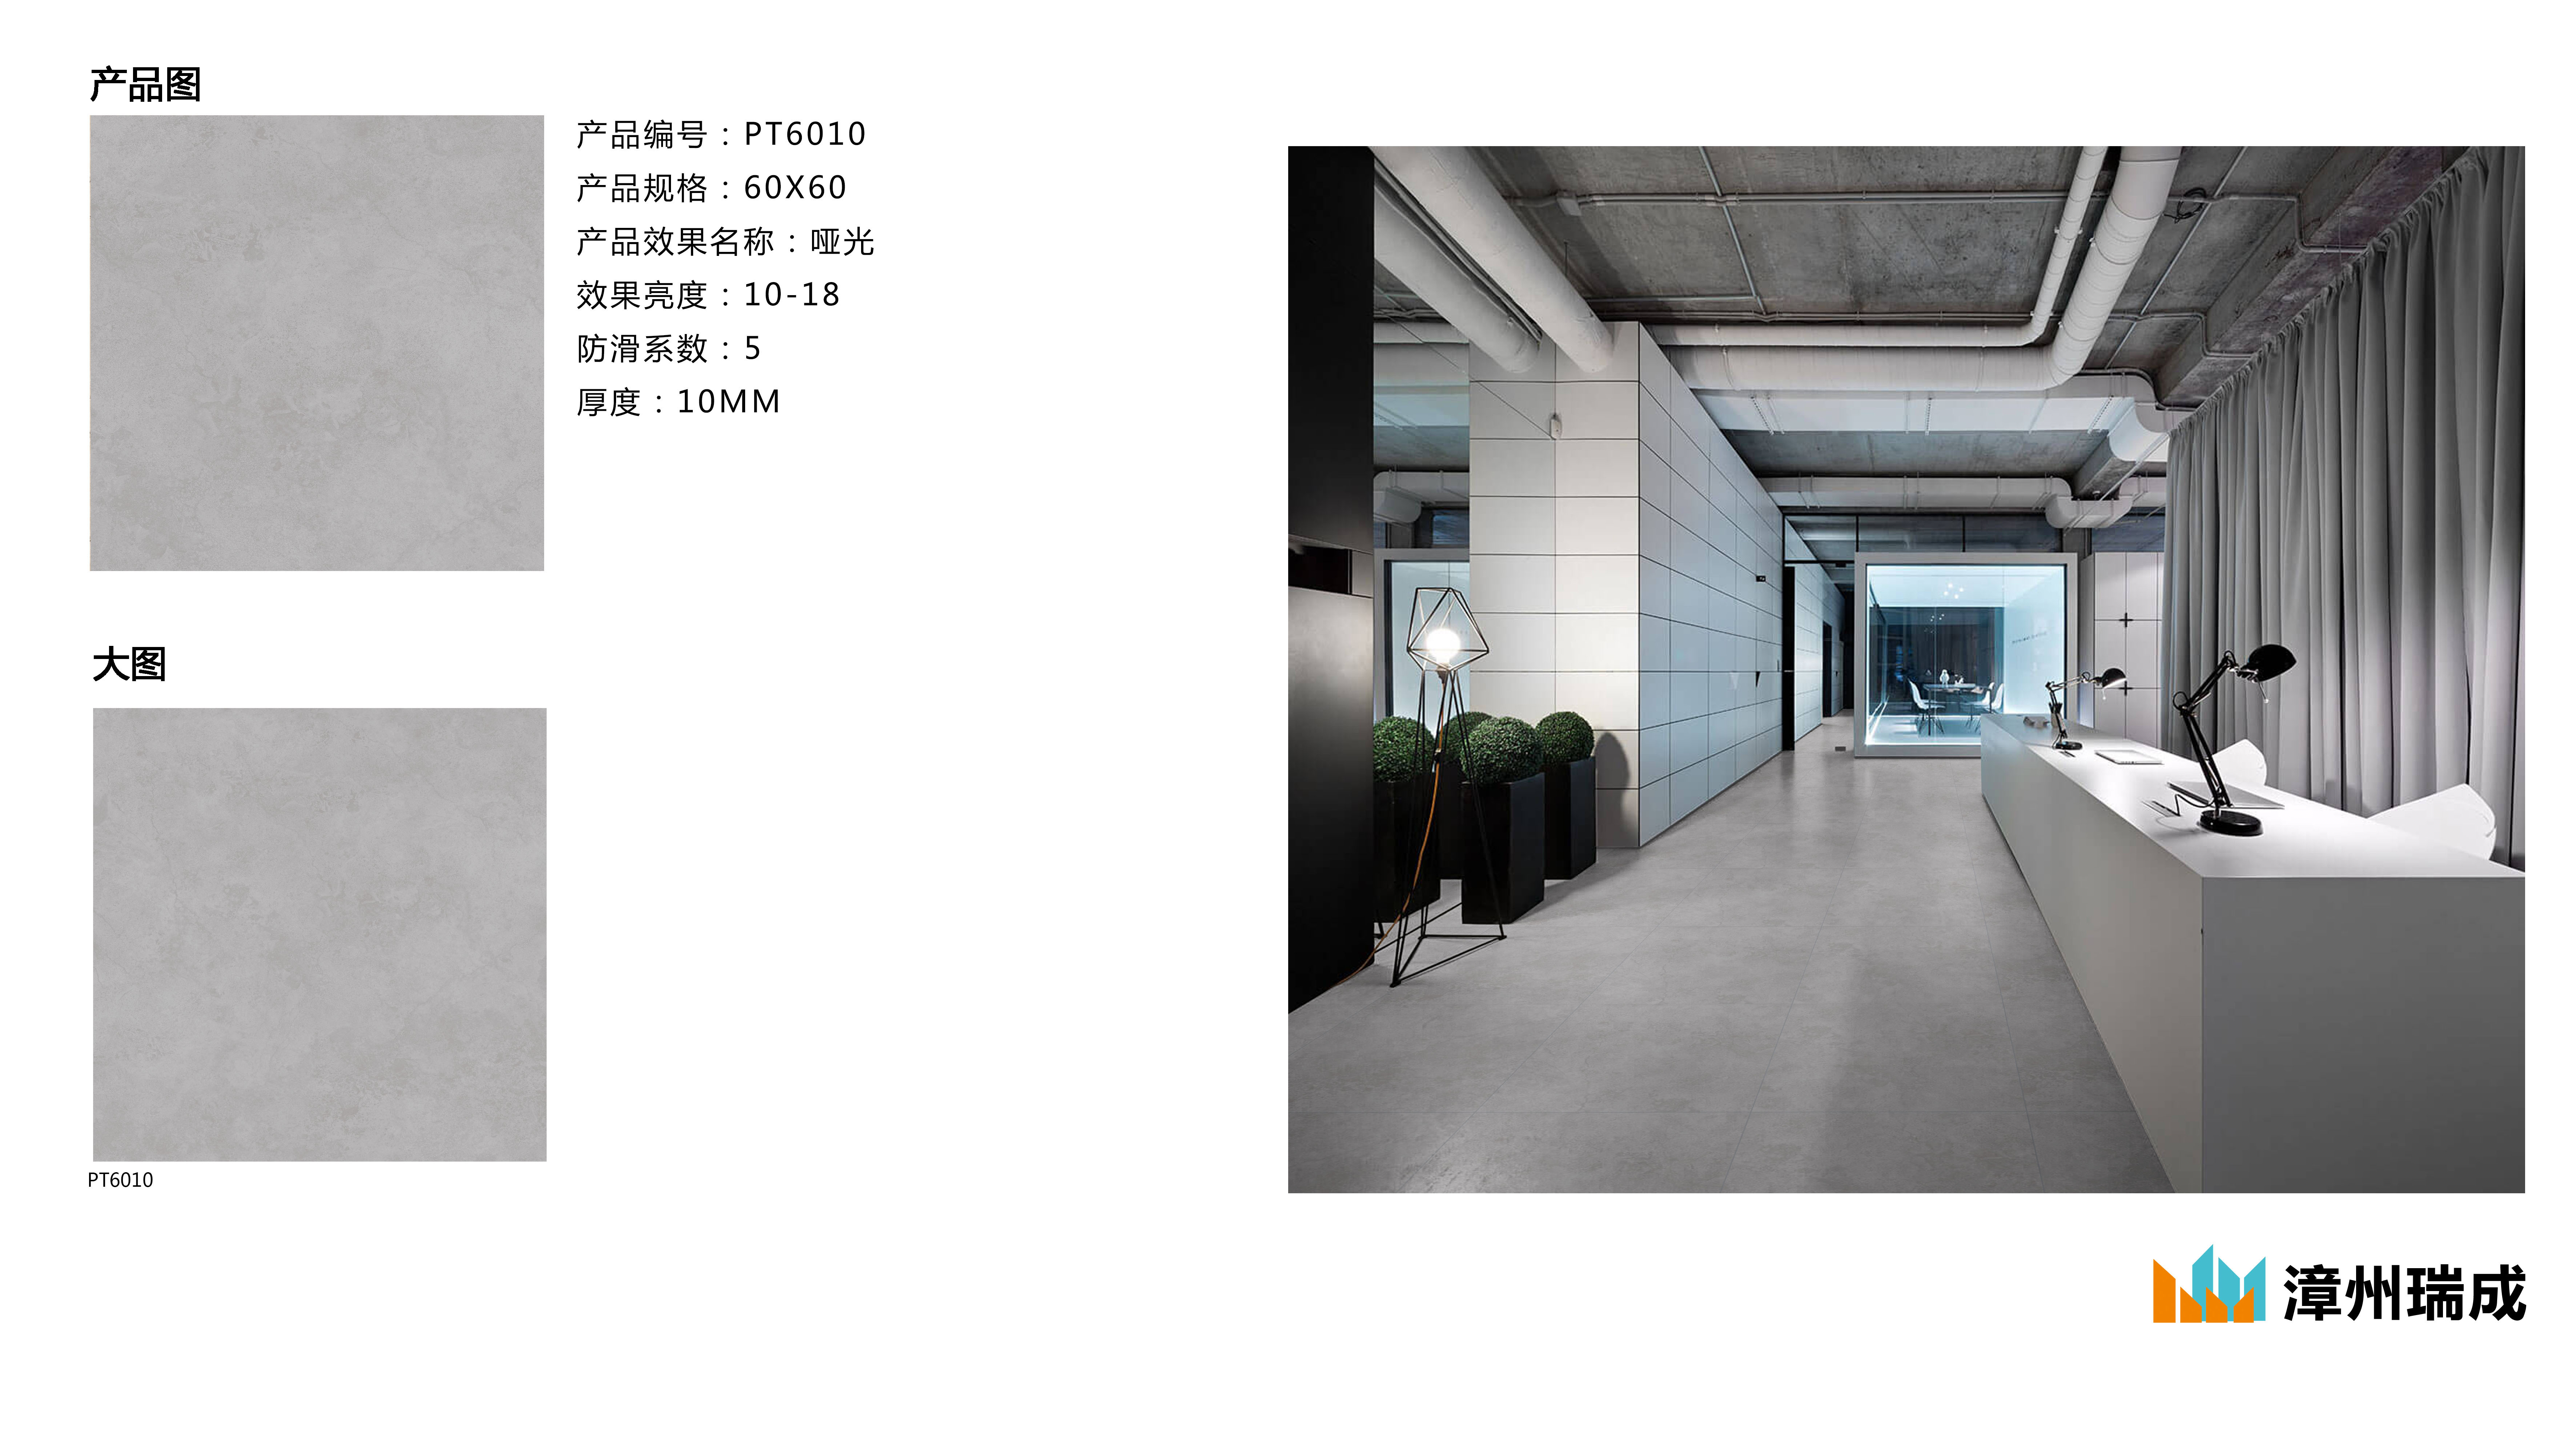 产品图
产品编号：PT6010
产品规格：60X60
产品效果名称：哑光
效果亮度：10-18
防滑系数：5
厚度：10MM
大图
PT6010
漳州瑞成